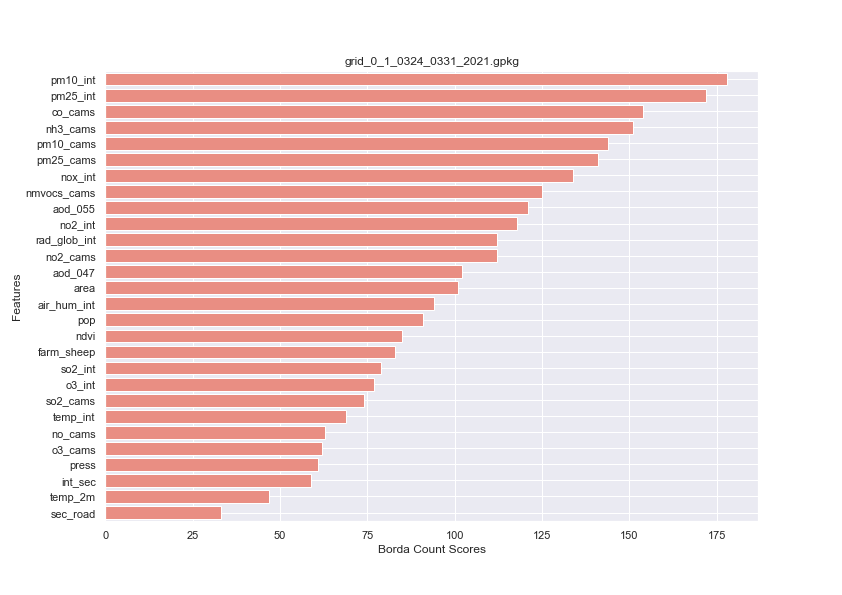 grid_0_1_0324_0331_2021.gpkg
pm10_int
pm25_int
co_cams
nh3_cams
pm10_cams
pm25_cams
nox_int
nmvocs_cams
aod_055
no2_int
rad_glob_int
no2_cams
aod_047
area
air_hum_int
pop
ndvi
farm_sheep
so2_int
o3_int
so2_cams
temp_int
no_cams
o3_cams
press
int_sec
temp_2m
sec_road
Features
0 25 50 75 100 125 150 175
Borda Count Scores